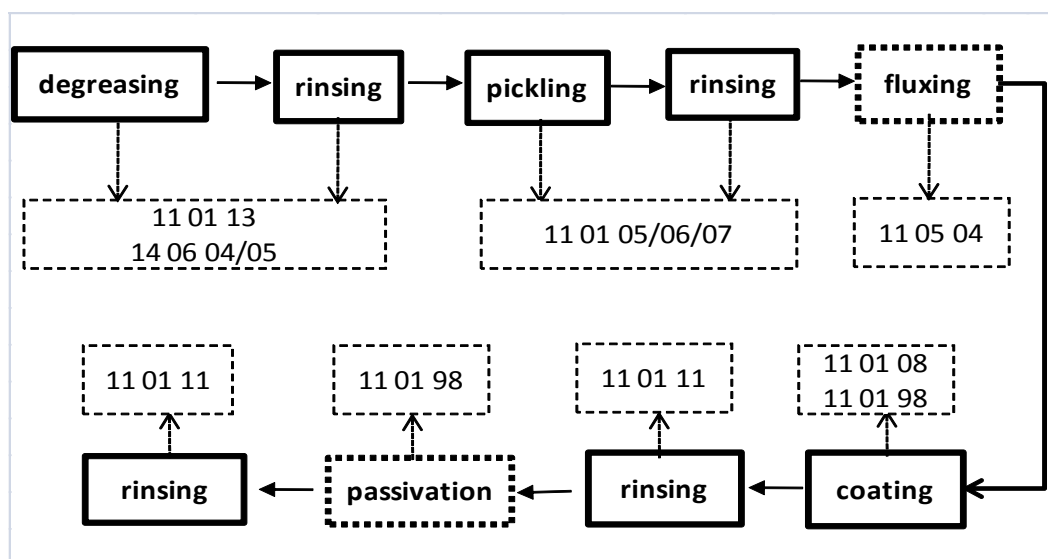 degreasing
rinsing
pickling
rinsing
fluxing
11 01 13
14 06 04/05
11 01 05/06/07
11 05 04
11 01 11
11 01 98
11 01 11
11 01 08
11 01 98
rinsing
passivation
rinsing
coating